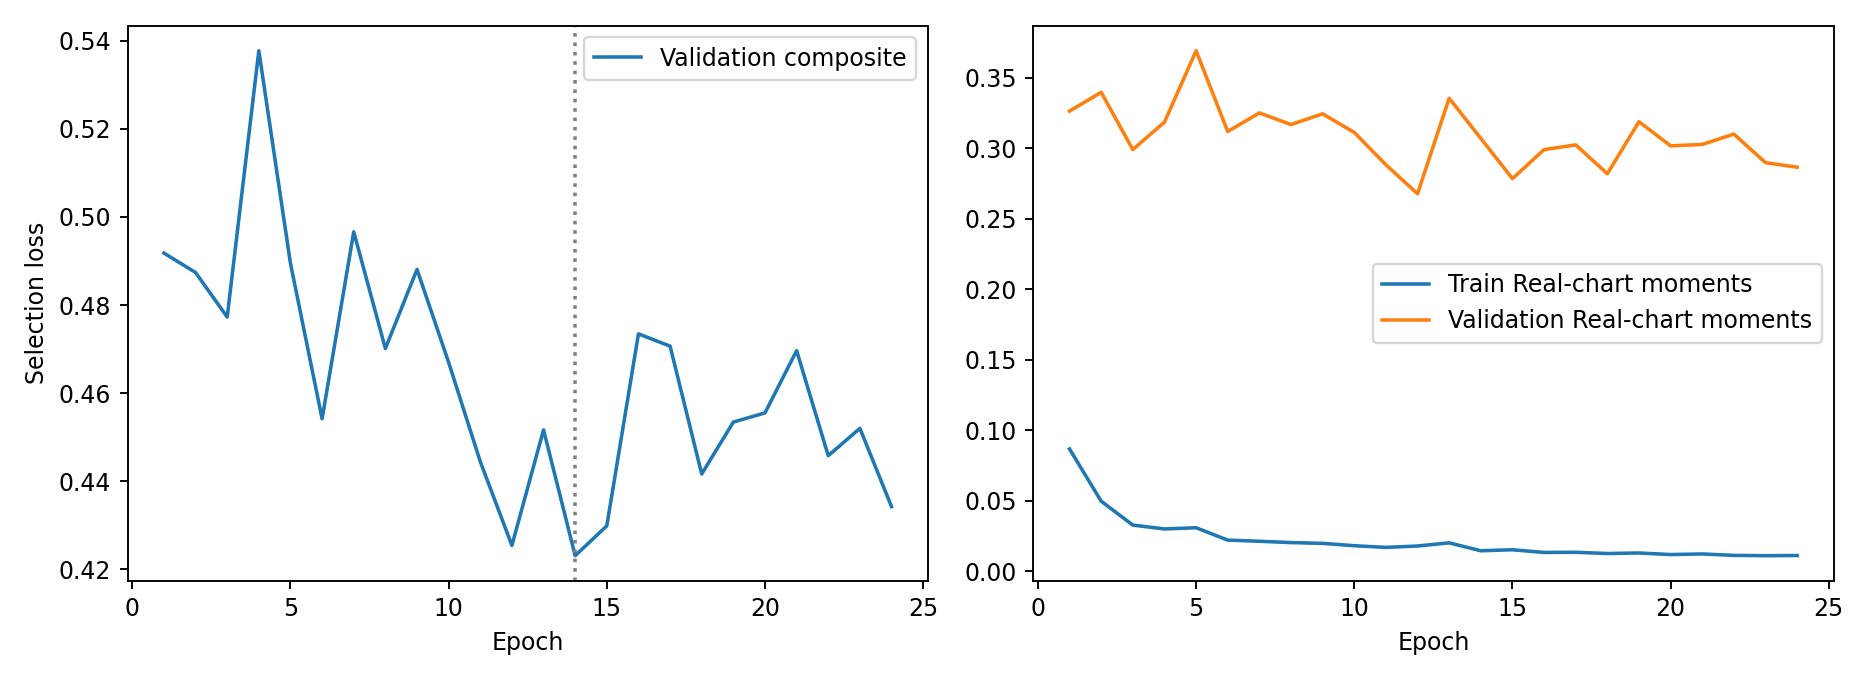 Validation composite
0.54
0.52
0.50
0.48
0.46
0.44
0.42
Selection loss
0 5 10 15 20 25
Epoch
0.35
0.30
0.25
0.20
0.15
0.10
0.05
0.00
Train Real-chart moments
Validation Real-chart moments
0 5 10 15 20 25
Epoch